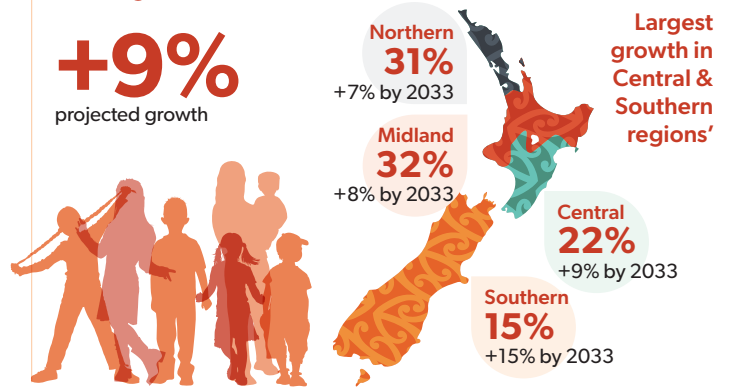 +9%
projected growth
Northern
31%
+7% by 2033
Midland
32%
+8% by 2033
Largest
growth in
Central &
Southern
regions’
Central
22%
+9% by 2033
Southern
15%
+15% by 2033